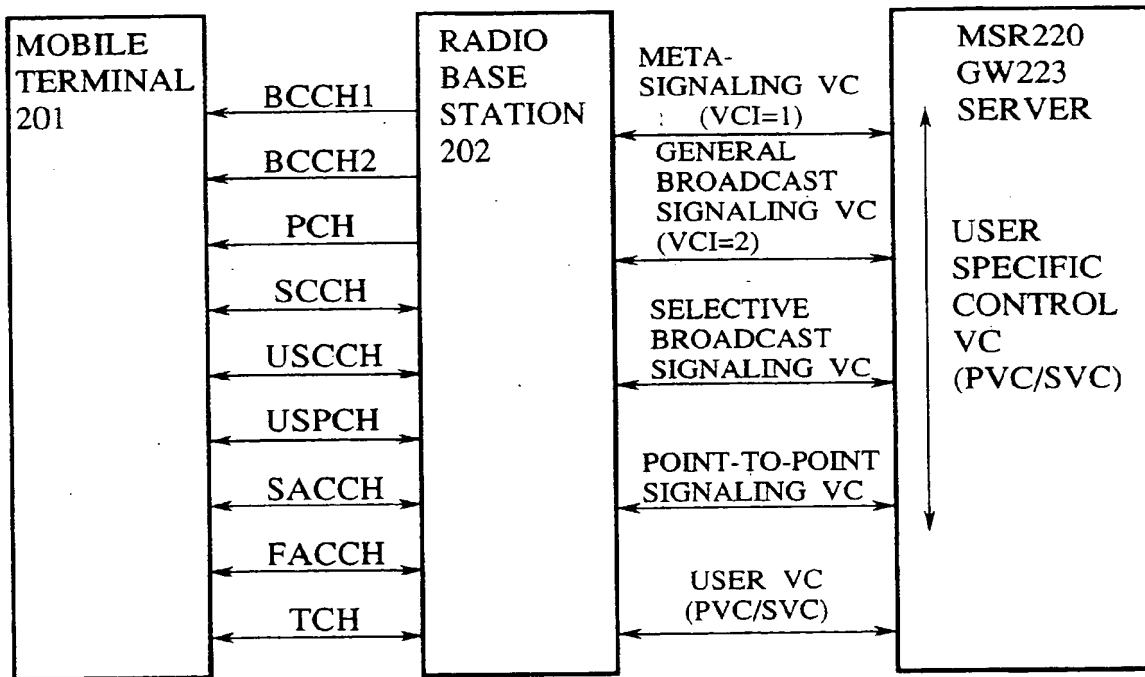 MOBILE
TERMINAL
201
BCCH1
BCCH2
PCH
SCCH
USCCH
USPCH
SACCH
FACCH
TCH
RADIO
BASE
STATION
202
META-
SIGNALING VC
(VCI=1)
GENERAL
BROADCAST
SIGNALING VC
(VCI=2)
SELECTIVE
BROADCAST
SIGNALING VC
POINT-TO-POINT
SIGNALING VC
USER VC
(PVC/SVC)
MSR220
GW223
SERVER
USER
SPECIFIC
CONTROL
VC
(PVC/SVC)